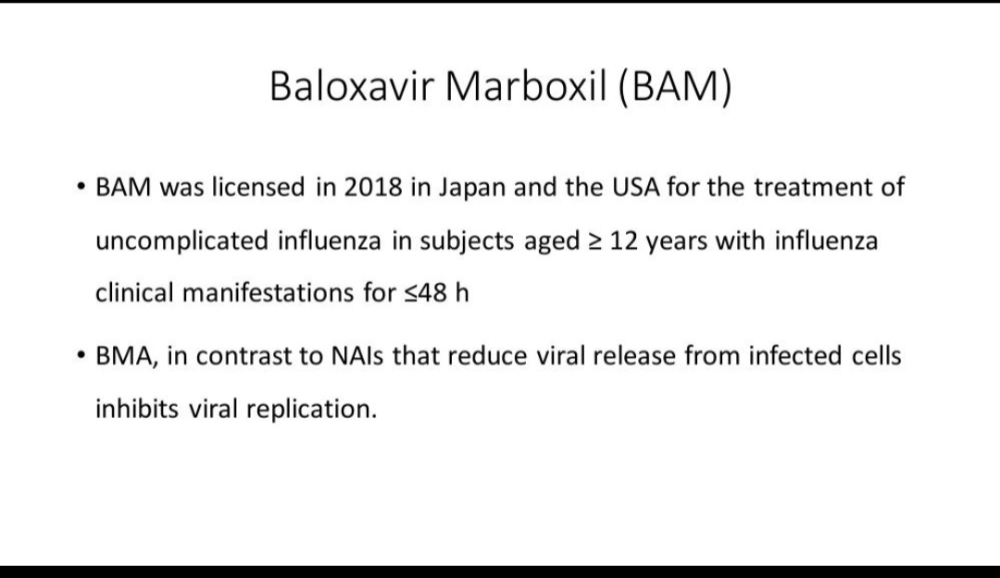 Baloxavir Marboxil (BAM)
• BAM was licensed in 2018 in Japan and the USA for the treatment of
uncomplicated influenza in subjects aged ≥ 12 years with influenza
clinical manifestations for ≤48 h
• BMA, in contrast to NAIs that reduce viral release from infected cells
inhibits viral replication.